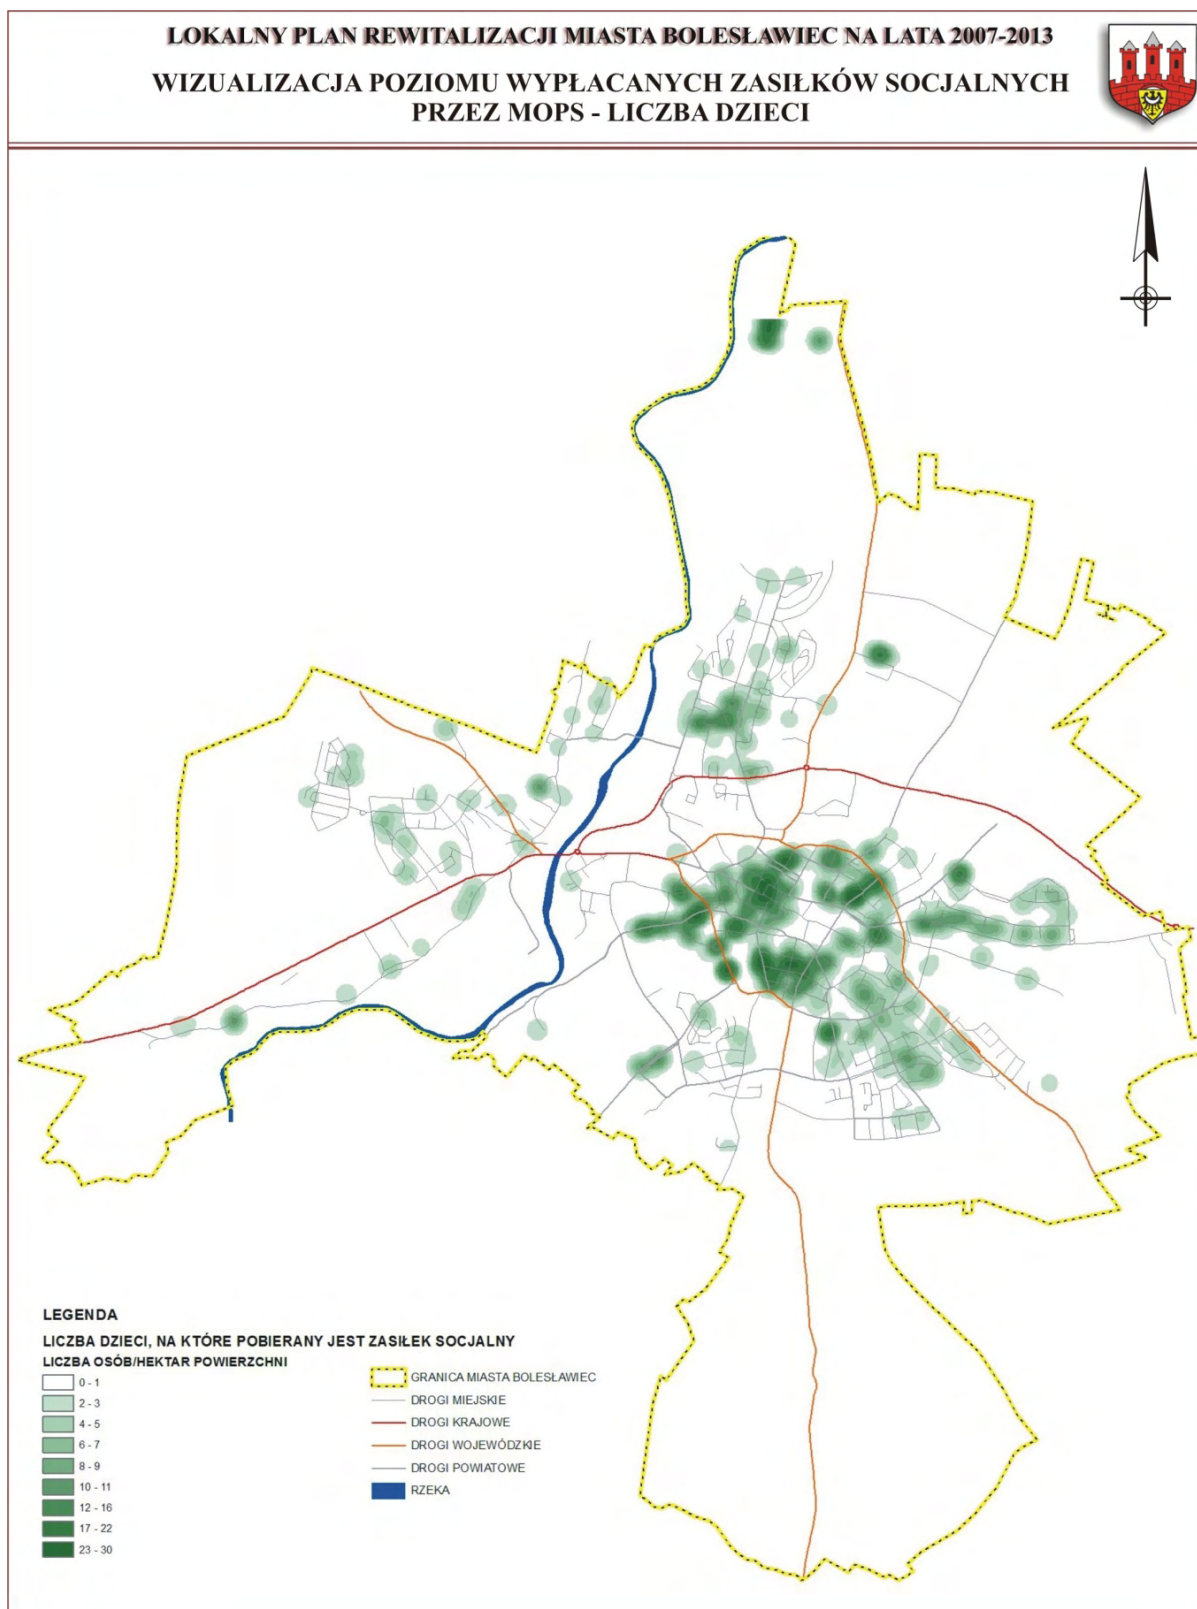 LOKALNY PLAN REWITALIZACJI MIASTA BOLESŁAWIEC NA LATA 2007-2013
WIZUALIZACJA POZIOMU WYPŁACANYCH ZASIŁKÓW SOCJALNYCH
PRZEZ MOPS - LICZBA DZIECI
LEGENDA
LICZBA DZIECI, NA KTÓRE POBIERANY JEST ZASIŁEK SOCJALNY
LICZBA OSÓB/HEKTAR POWIERZCHNI
0 - 1
2 - 3
4 - 5
6 - 7
8 - 9
10 - 11
12 - 16
17 - 22
23 - 30
GRANICA MIASTA BOLESŁAWIEC
DROGI MIEJSKIE
DROGI KRAJOWE
DROGI WOJEWÓDZKIE
DROGI POWIATOWE
RZEKA